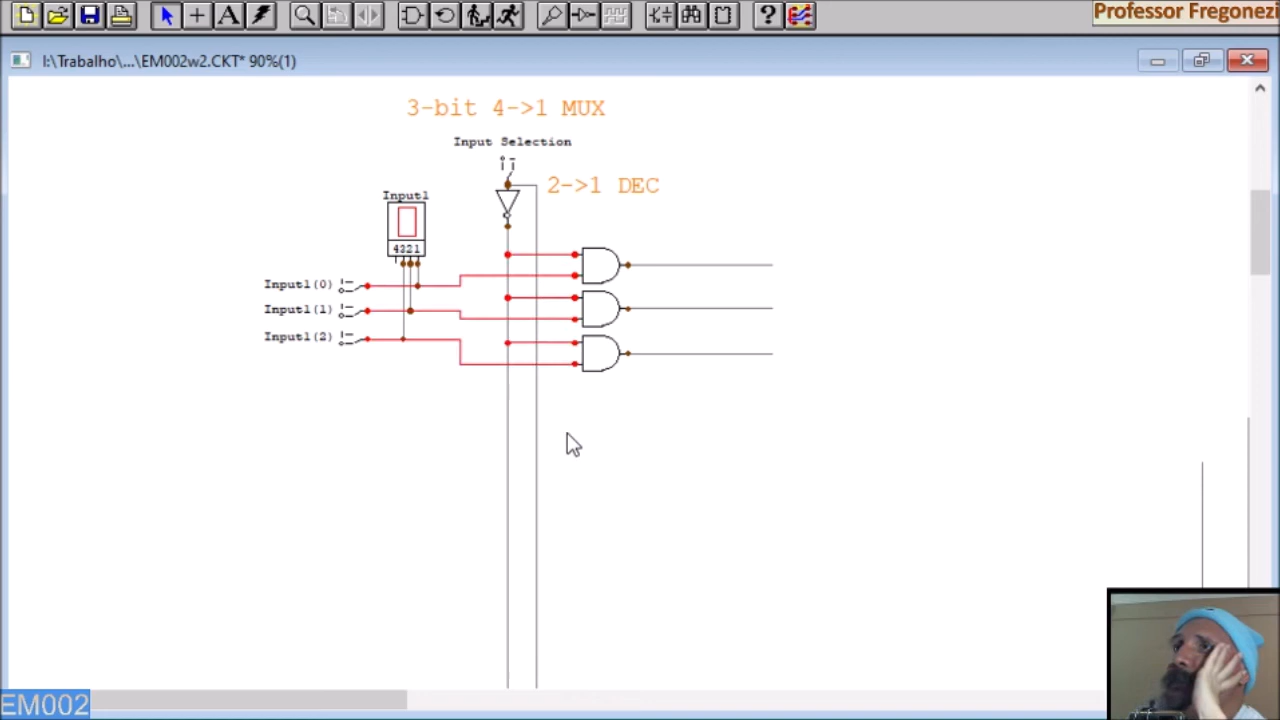 Professor Fregonezi
I:\Trabalho\...\EM002w2.CKT* 90%(1)
3-bit 4->1 MUX
Input Selection
2->1 DEC
Input1
4321
Input1(0)
Input1(1)
Input1(2)
EM002